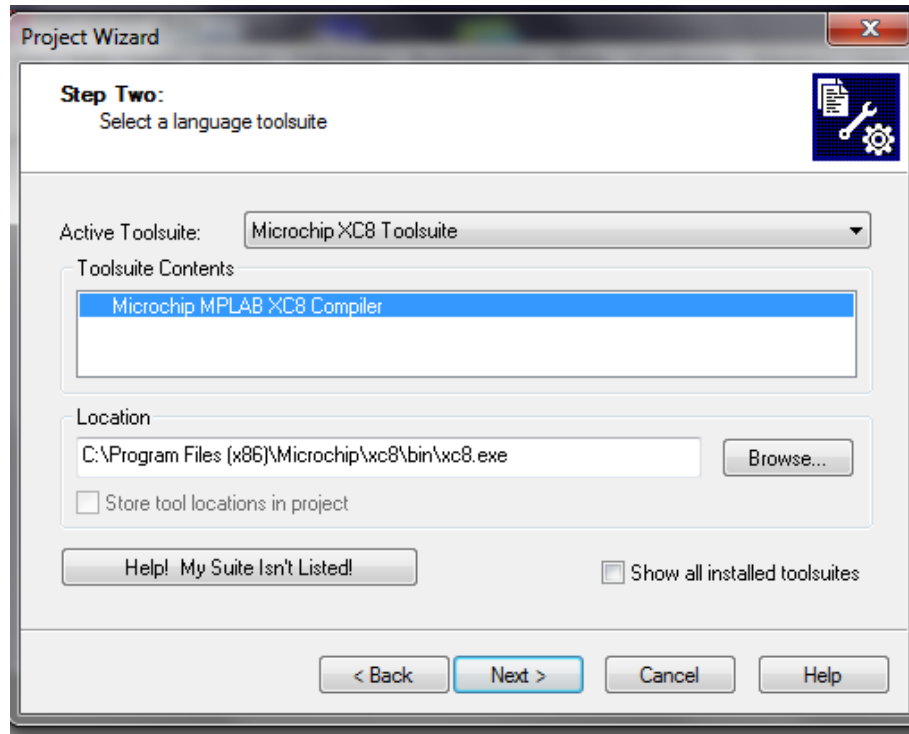 Project Wizard
Step Two:
Select a language toolsuite
Active Toolsuite: Microchip XC8 Toolsuite
Toolsuite Contents
Microchip MPLAB XC8 Compiler
Location
C:\Program Files (x86)\Microchip\xc8\bin\xc8.exe Browse...
Store tool locations in project
Help! My Suite Isn't Listed! Show all installed toolsuites
< Back Next > Cancel Help